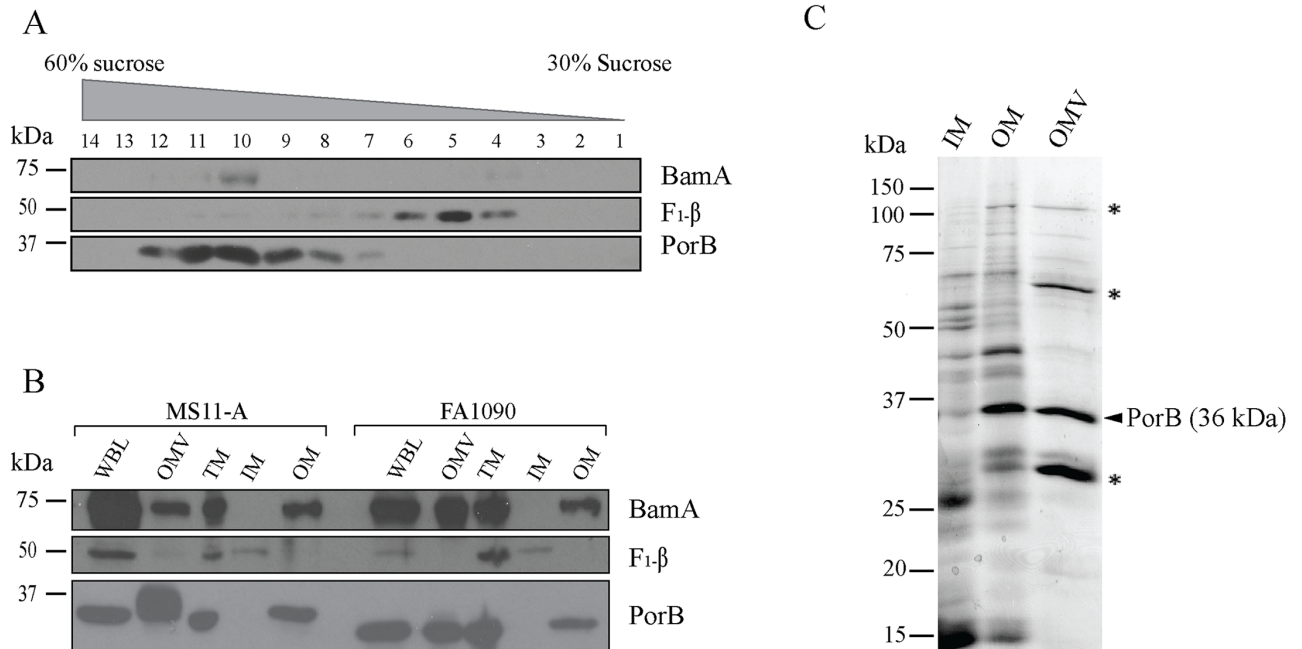 A
60% sucrose 30% Sucrose
kDa
14 13 12 11 10 9 8 7 6 5 4 3 2 1
75 BamA
50 F1-β
37 PorB
B
MS11-A FA1090
kDa
WBL OMV TM IM OM WBL OMV TM IM OM
75 BamA
50 F1-β
37 PorB
C
kDa IM OM OMV
150
100 *
75
*
50
37
PorB (36 kDa)
*
25
20
15